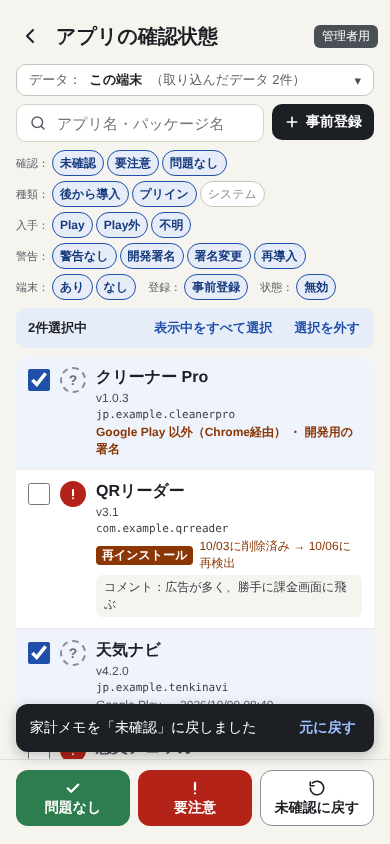 アプリの確認状態
管理者用
データ： この端末 （取り込んだデータ 2件） ▾
アプリ名・パッケージ名
事前登録
確認： 未確認 要注意 問題なし
種類： 後から導入 プリイン システム
入手： Play Play外 不明
警告： 警告なし 開発署名 署名変更 再導入
端末： あり なし 登録： 事前登録 状態： 無効
2件選択中 表示中をすべて選択 選択を外す
? クリーナー Pro
v1.0.3
jp.example.cleanerpro
Google Play 以外（Chrome経由） ・ 開発用の
署名
! QRリーダー
v3.1
com.example.qrreader
再インストール 10/03に削除済み → 10/06に
再検出
コメント：広告が多く、勝手に課金画面に飛
ぶ
? 天気ナビ
v4.2.0
jp.example.tenkinavi
家計メモを「未確認」に戻しました 元に戻す
問題なし
要注意
未確認に戻す